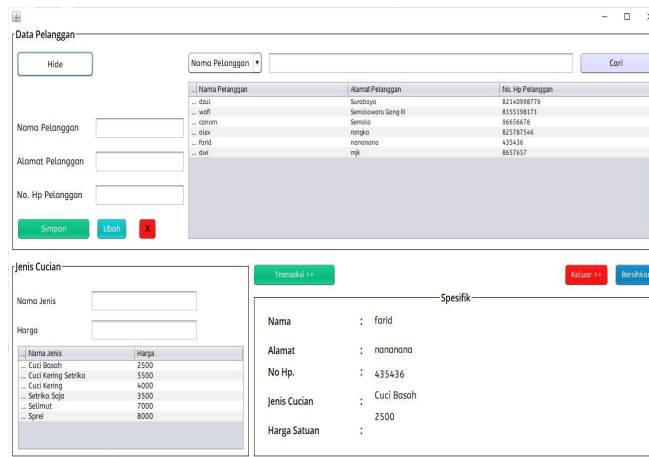 Data Pelanggan
Hide
Nama Pelanggan
Cari
... Nama Pelanggan Alamat Pelanggan No. Hp Pelanggan
... dzul Surabaya 82140998776
... wafi Semolowaru Gang III 8155198171
... canom Semolo 96656676
... alex rangka 825787546
... farid nananana 435436
... dwi mjk 8657657
Nama Pelanggan
Alamat Pelanggan
No. Hp Pelanggan
Simpan Ubah X
Jenis Cucian
Nama Jenis
Harga
... Nama Jenis Harga
... Cuci Basah 2500
... Cuci Kering Setrika 5500
... Cuci Kering 4000
... Setrika Saja 3500
... Selimut 7000
... Sprei 8000
Transaksi >> Keluar >> Bersihkan
Spesifik
Nama : farid
Alamat : nananana
No Hp. : 435436
Jenis Cucian : Cuci Basah
2500
Harga Satuan :